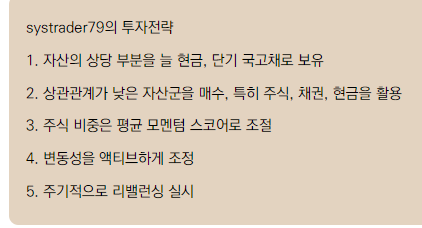 systrader79의 투자전략
1. 자산의 상당 부분을 늘 현금, 단기 국고채로 보유
2. 상관관계가 낮은 자산군을 매수, 특히 주식, 채권, 현금을 활용
3. 주식 비중은 평균 모멘텀 스코어로 조절
4. 변동성을 액티브하게 조정
5. 주기적으로 리밸런싱 실시